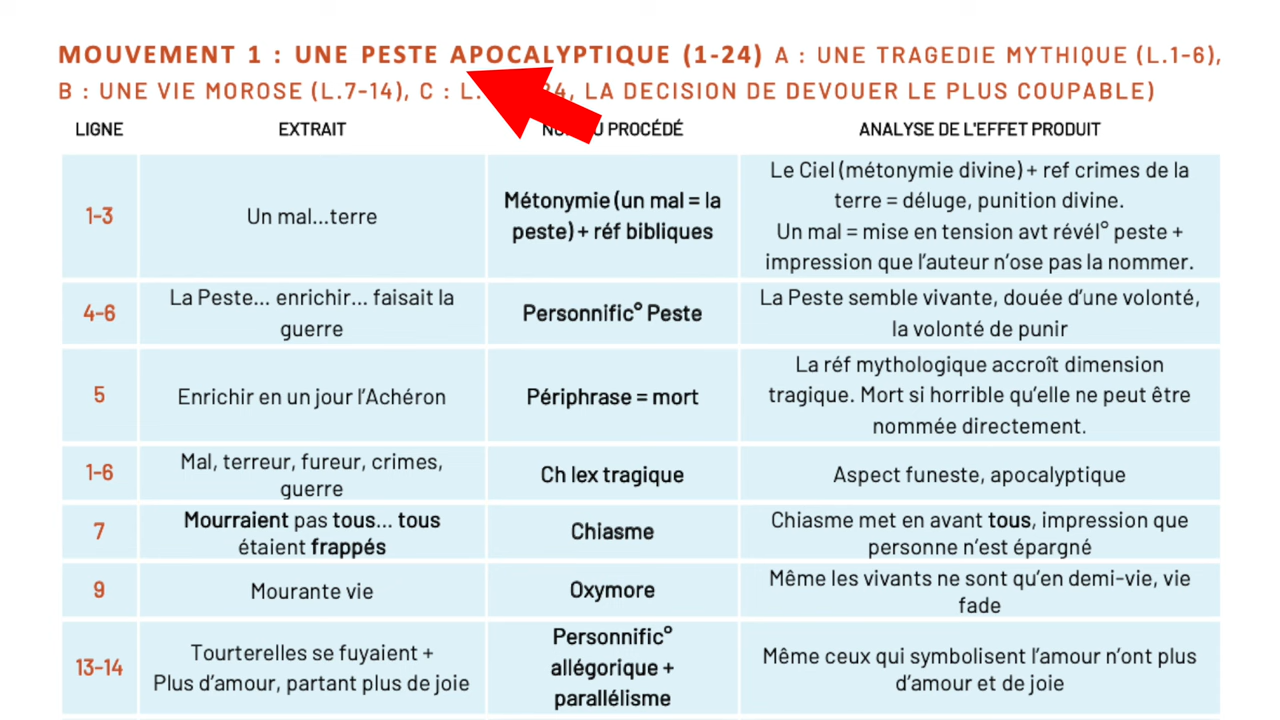 MOUVEMENT 1 : UNE PESTE APOCALYPTIQUE (1-24) A : UNE TRAGEDIE MYTHIQUE (L.1-6),
B : UNE VIE MOROSE (L.7-14), C : L. 24, LA DECISION DE DEVOUER LE PLUS COUPABLE)
LIGNE EXTRAIT PROCÉDÉ ANALYSE DE L'EFFET PRODUIT
1-3
Un mal...terre
Métonymie (un mal = la
peste) + réf bibliques
Le Ciel (métonymie divine) + ref crimes de la
terre = déluge, punition divine.
Un mal = mise en tension avt révél° peste +
impression que l'auteur n'ose pas la nommer.
4-6
La Peste... enrichir... faisait la
guerre
Personnific° Peste
La Peste semble vivante, douée d'une volonté,
la volonté de punir
5
Enrichir en un jour l'Achéron
Périphrase = mort
La réf mythologique accroît dimension
tragique. Mort si horrible qu'elle ne peut être
nommée directement.
1-6
Mal, terreur, fureur, crimes,
guerre
Ch lex tragique
Aspect funeste, apocalyptique
7
Mourraient pas tous... tous
étaient frappés
Chiasme
Chiasme met en avant tous, impression que
personne n'est épargné
9
Mourante vie
Oxymore
Même les vivants ne sont qu'en demi-vie, vie
fade
13-14
Tourterelles se fuyaient +
Plus d'amour, partant plus de joie
Personnific°
allégorique +
parallélisme
Même ceux qui symbolisent l'amour n'ont plus
d'amour et de joie